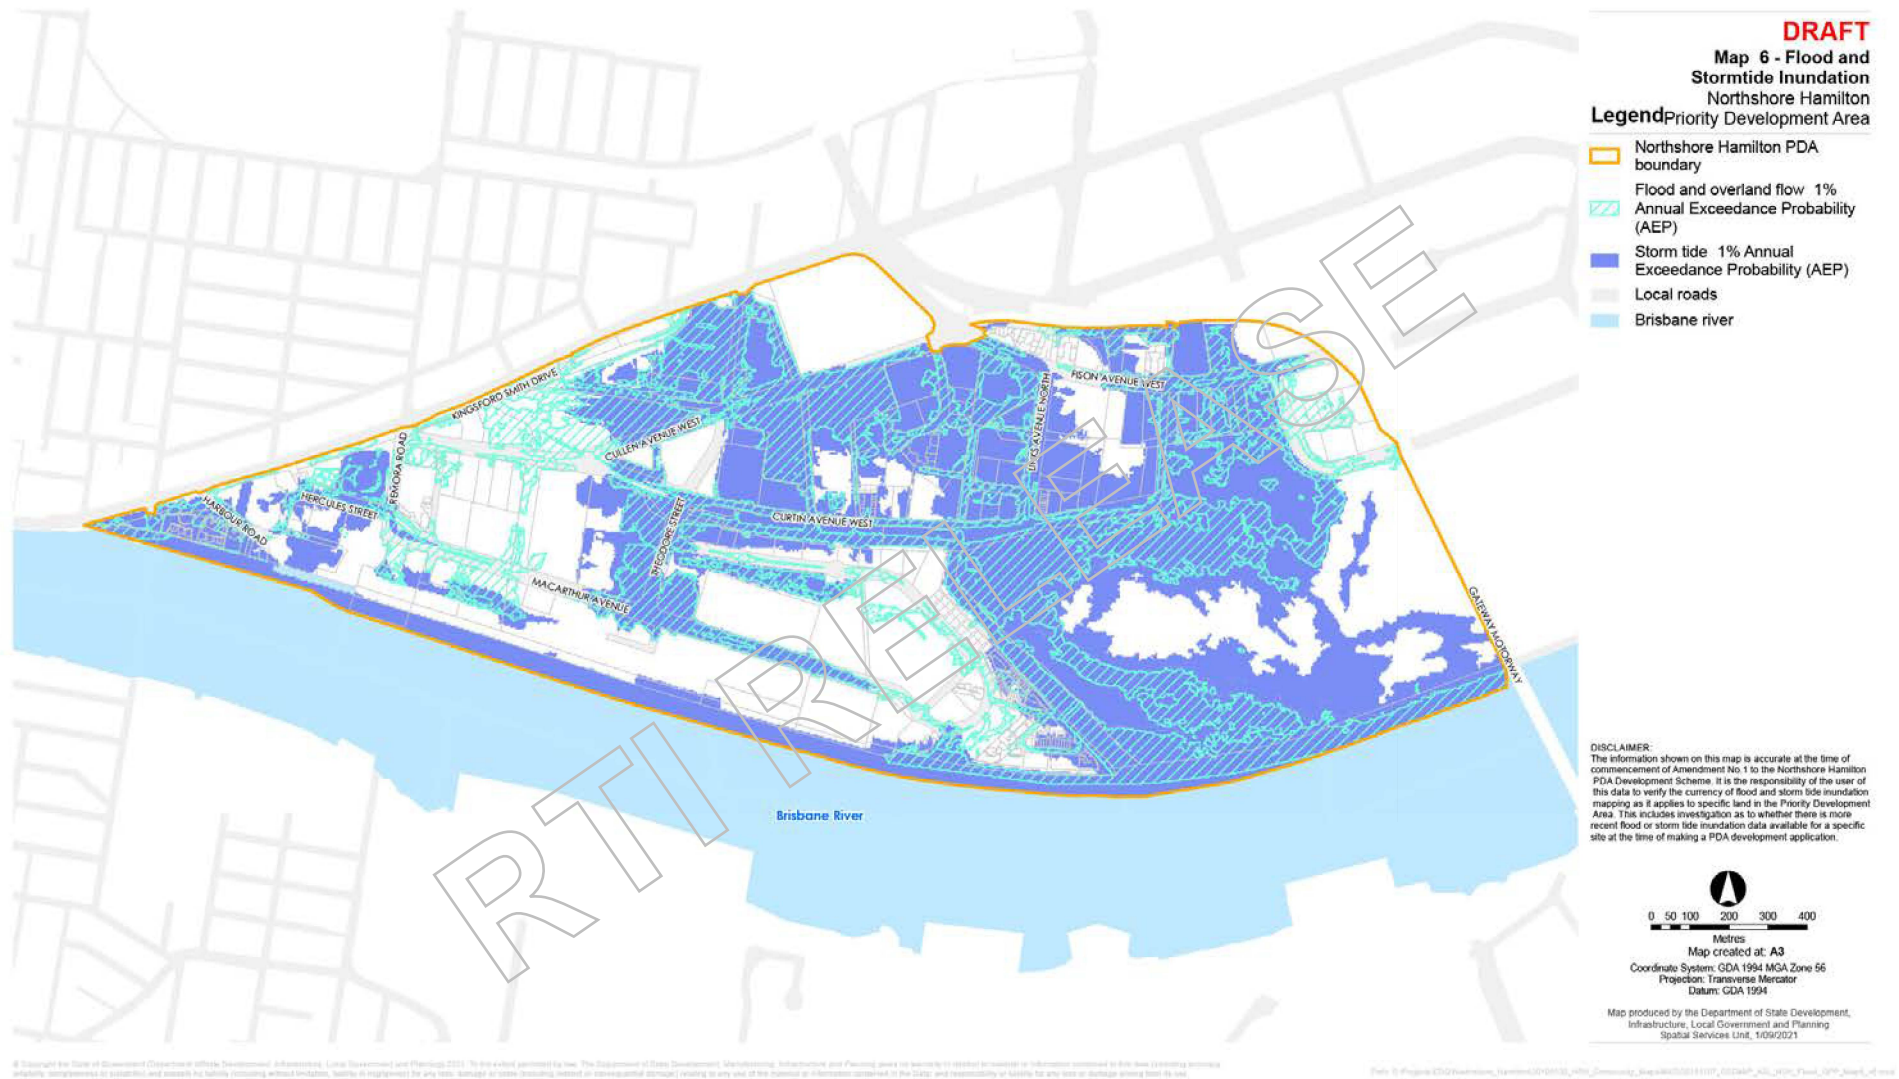 DRAFT
Map 6 - Flood and
Stormtide Inundation
Northshore Hamilton
Priority Development Area
Legend
Northshore Hamilton PDA
boundary
Flood and overland flow 1%
Annual Exceedance Probability
(AEP)
Storm tide 1% Annual
Exceedance Probability (AEP)
Local roads
Brisbane river
KINGSFORD SMITH DRIVE
REMORA ROAD
CULLEN AVENUE WEST
HARBOUR ROAD
HERCULES STREET
THEODORE STREET
MACARTHUR AVENUE
CURTIN AVENUE WEST
FISON AVENUE WEST
AVENUE NORTH
GATEWAY MOTORWAY
Brisbane River
RTI RELEASE
DISCLAIMER:
The information shown on this map is accurate at the time of
commencement of Amendment No.1 to the Northshore Hamilton
PDA Development Scheme. It is the responsibility of the user of
this data to verify the currency of flood and storm tide inundation
mapping as it applies to specific land in the Priority Development
Area. This includes investigation as to whether there is more
recent flood or storm tide inundation data available for a specific
site at the time of making a PDA development application.
0 50 100 200 300 400
Metres
Map created at: A3
Coordinate System: GDA 1994 MGA Zone 56
Projection: Transverse Mercator
Datum: GDA 1994
Map produced by the Department of State Development,
Infrastructure, Local Government and Planning
Spatial Services Unit, 1/09/2021